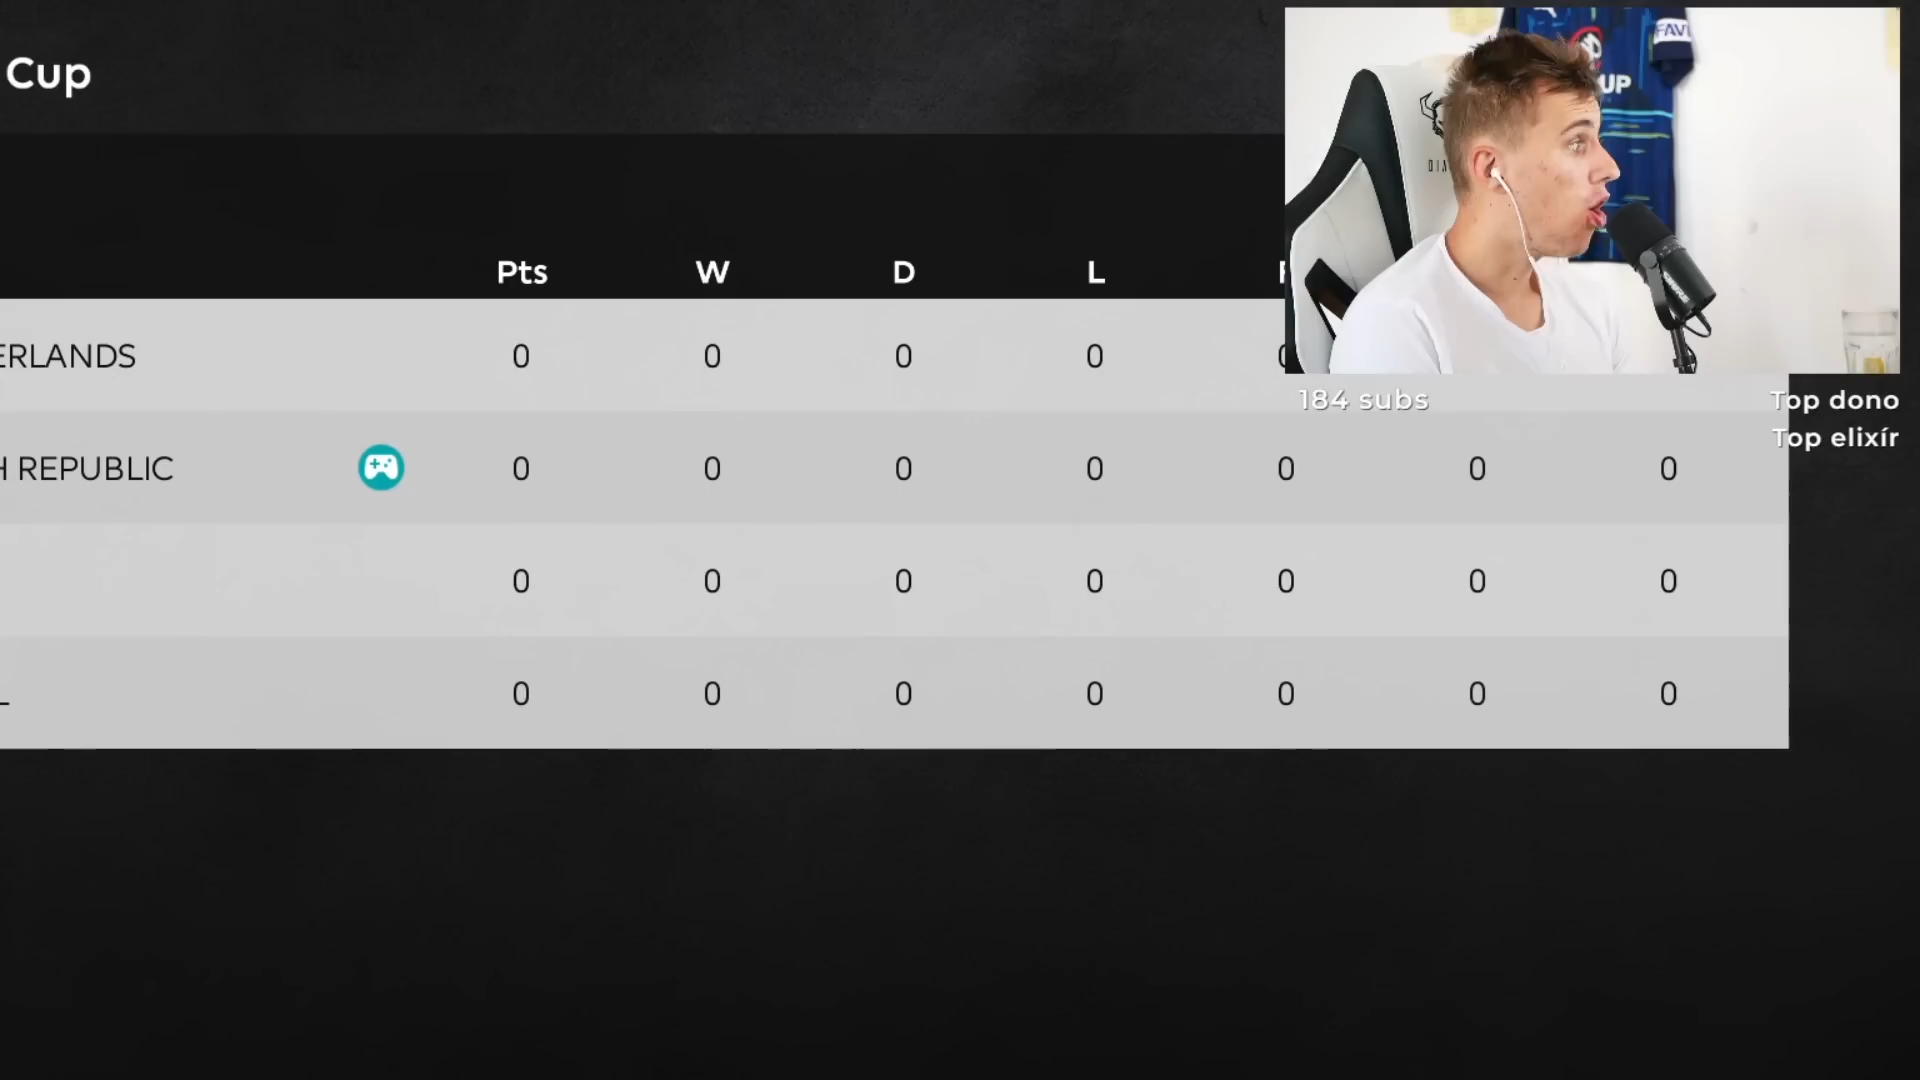 Cup
UP
Pts W D L
ERLANDS 0 0 0 0
184 subs
Top dono
Top elixír
REPUBLIC 0 0 0 0 0 0 0
0 0 0 0 0 0 0
0 0 0 0 0 0 0